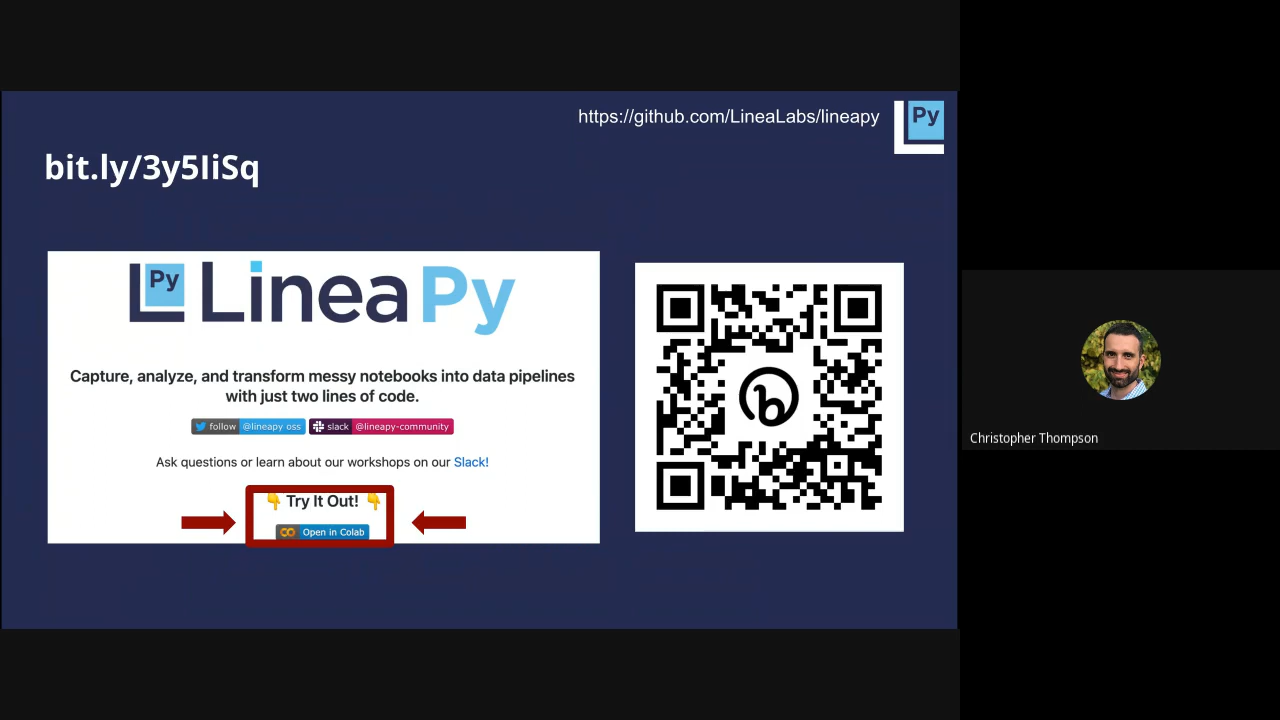 https://github.com/LineaLabs/lineapy
Py
bit.ly/3y5IiSq
Py LineaPy
Capture, analyze, and transform messy notebooks into data pipelines
with just two lines of code.
follow @lineapy oss slack @lineapy-community
Ask questions or learn about our workshops on our Slack!
👇 Try It Out! 👇
Open in Colab
Christopher Thompson